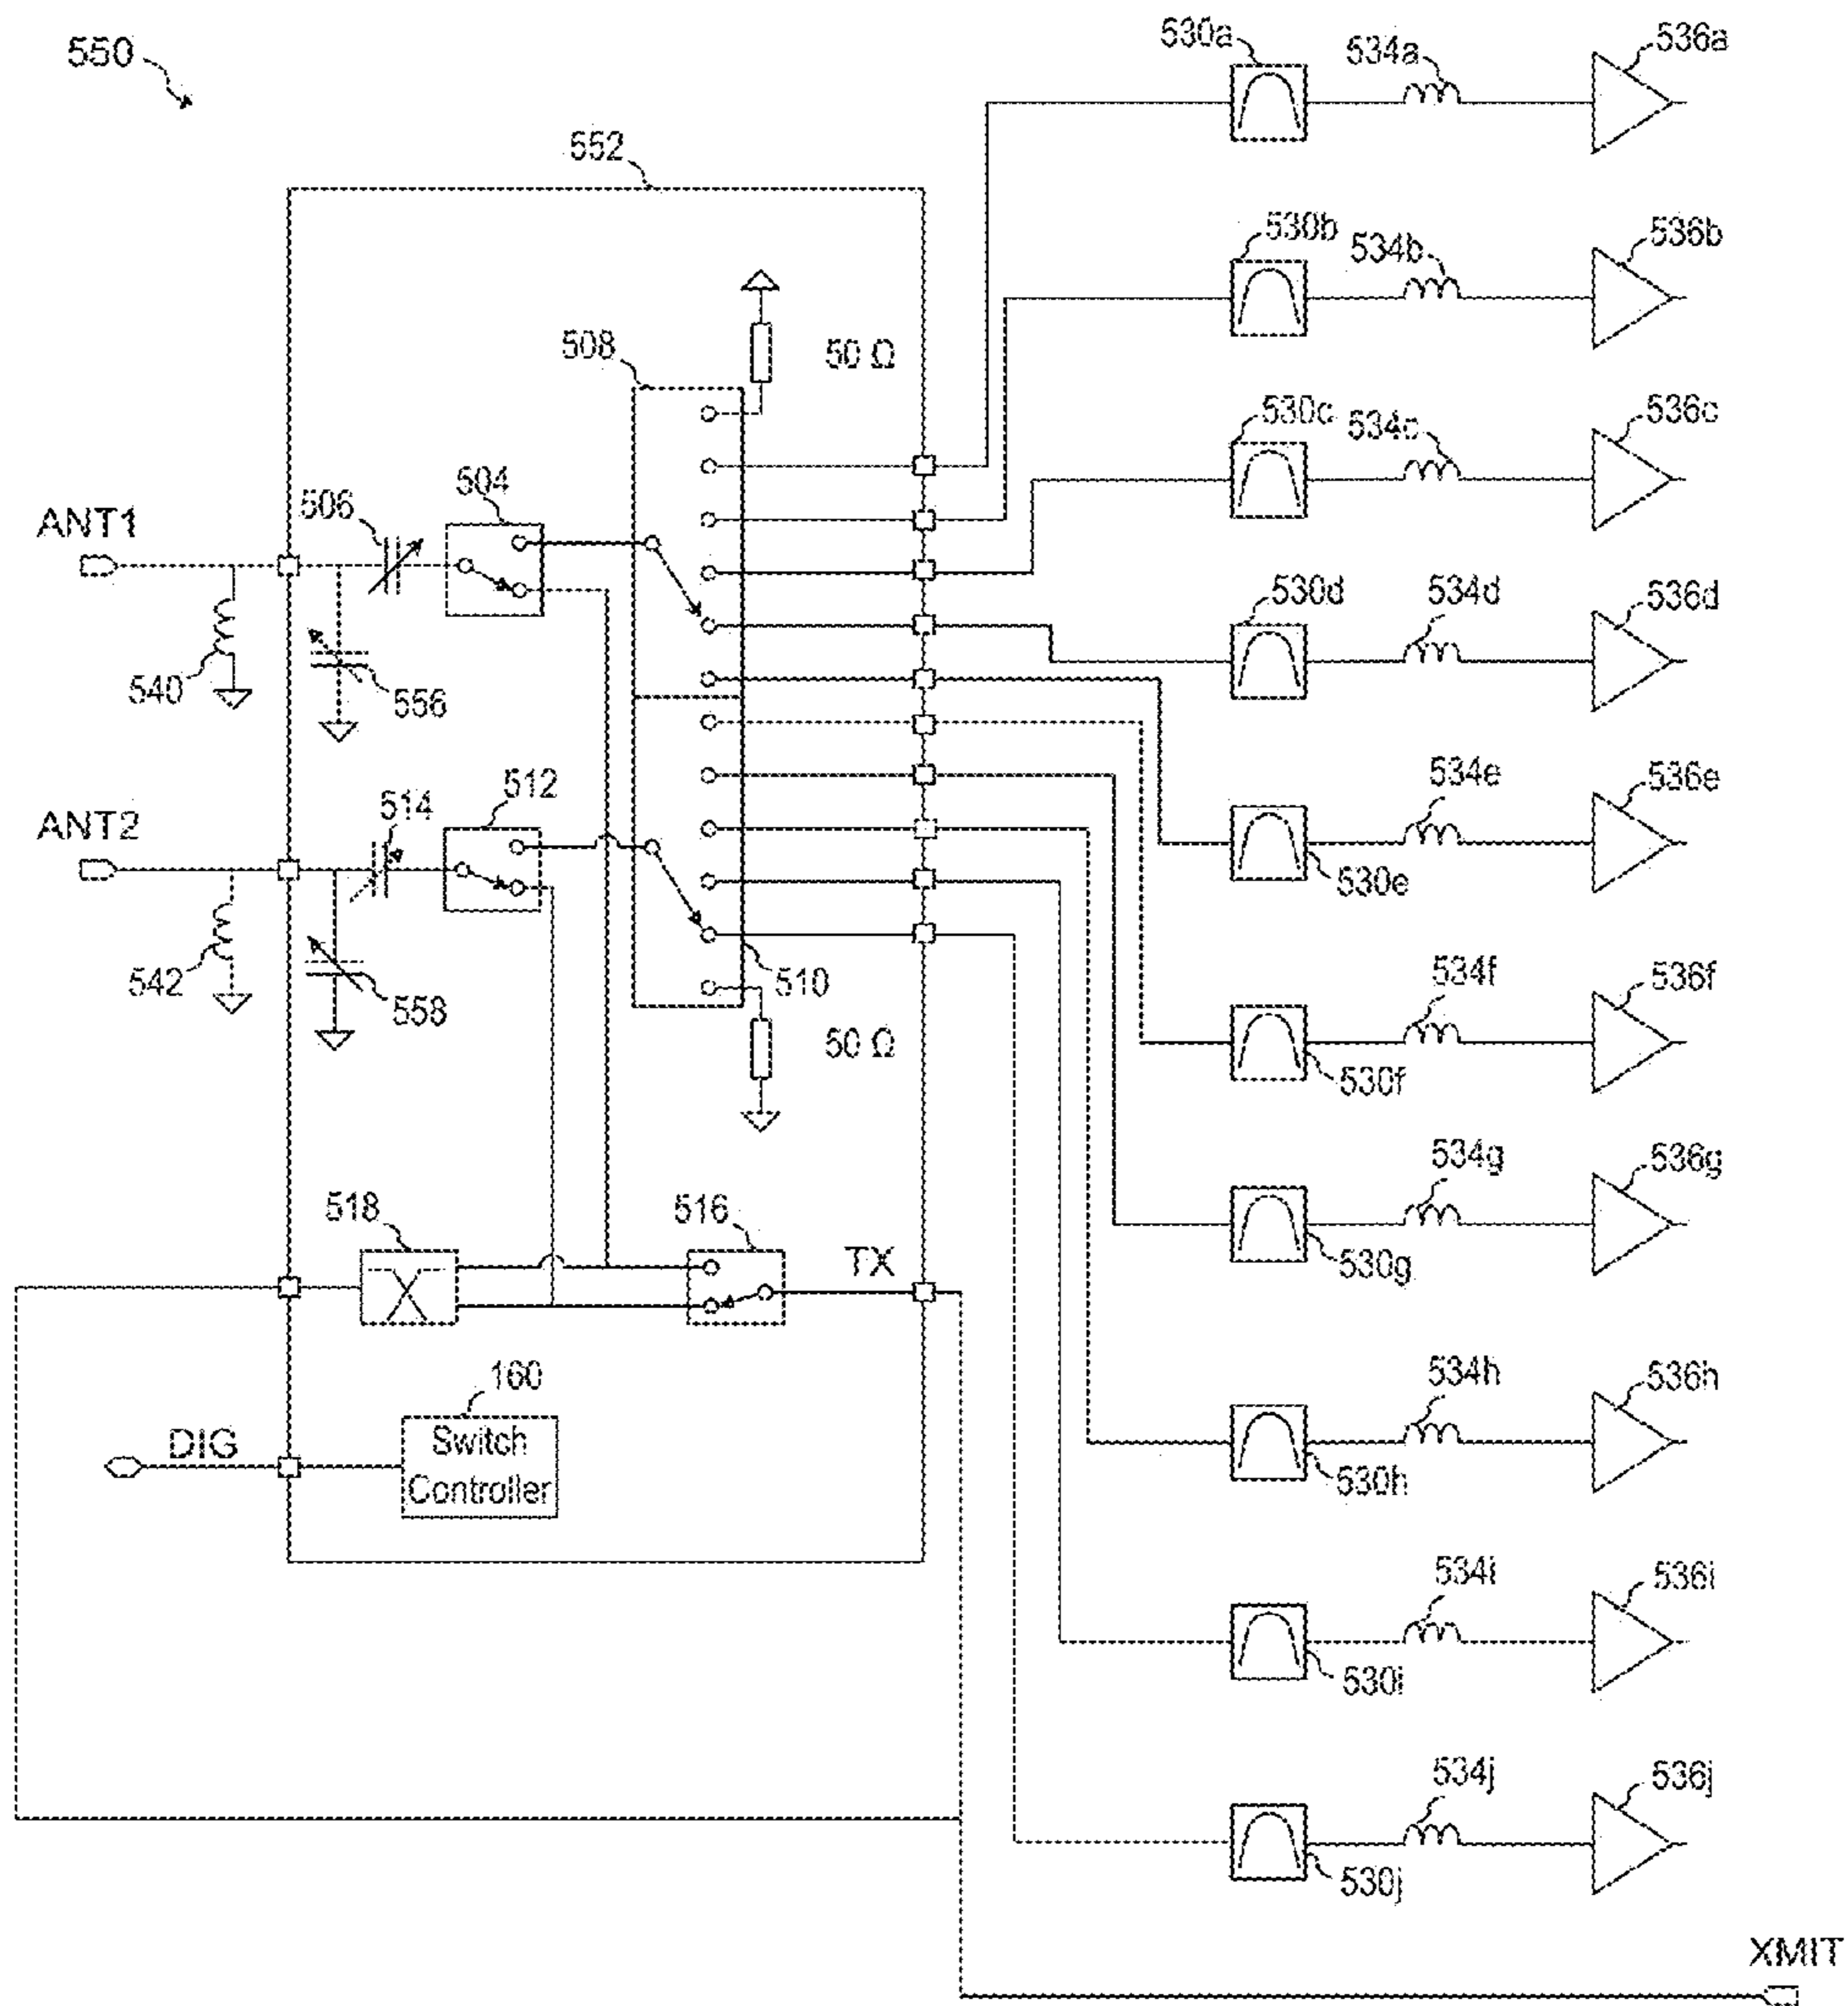 550
552
530a
534a
536a
530b
534b
536b
508
50 Ω
530c
534c
536c
ANT1
506
504
530d
534d
536d
540
556
534e
536e
ANT2
514
512
530e
542
558
510
50 Ω
534f
536f
530f
518
516
TX
534g
536g
530g
160
Switch
Controller
DIG
534h
536h
530h
534i
536i
530i
534j
536j
530j
XMIT